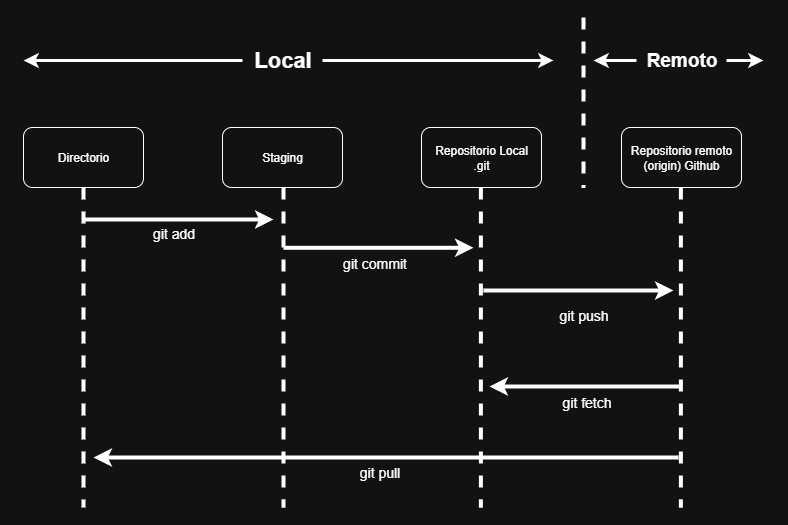 Local
Remoto
Directorio
Staging
Repositorio Local
.git
Repositorio remoto
(origin) Github
git add
git commit
git push
git fetch
git pull